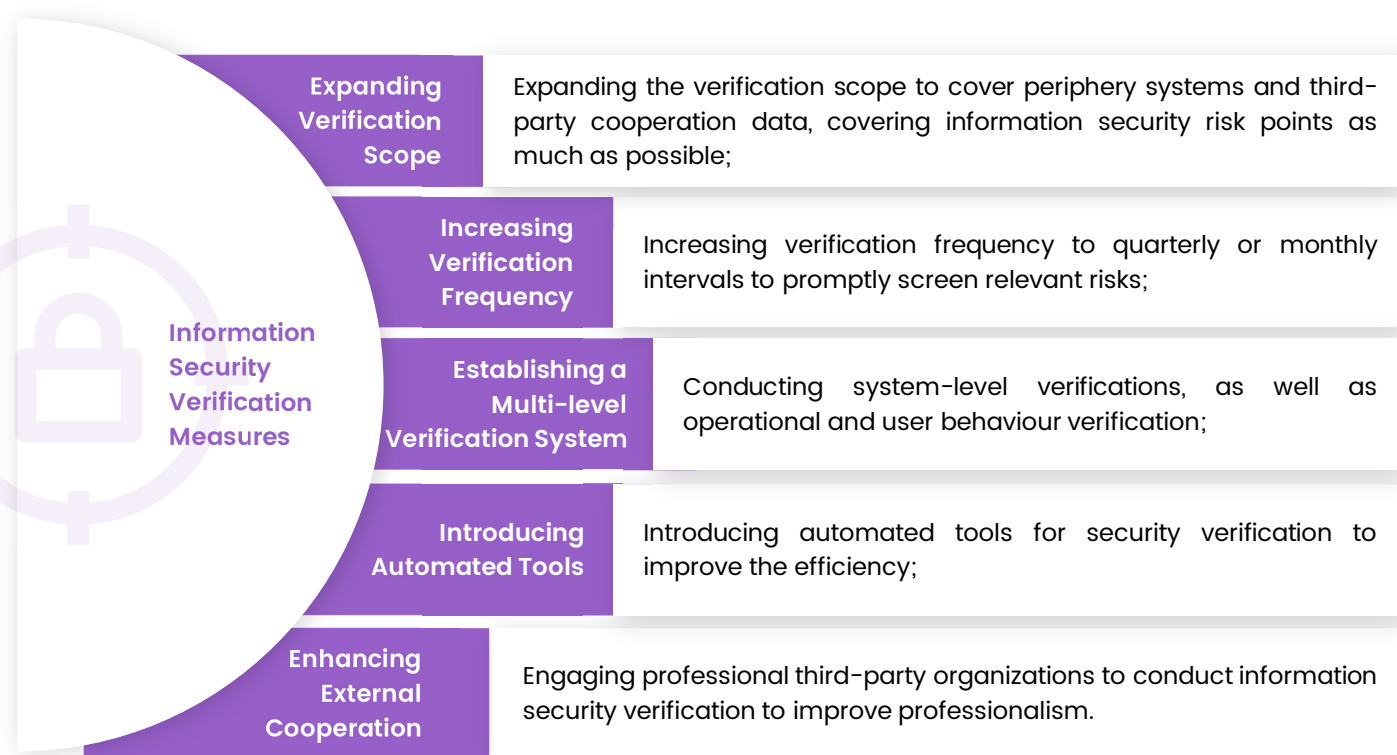 Information
Security
Verification
Measures
Expanding
Verification
Scope
Expanding the verification scope to cover periphery systems and third-
party cooperation data, covering information security risk points as
much as possible;
Increasing
Verification
Frequency
Increasing verification frequency to quarterly or monthly
intervals to promptly screen relevant risks;
Establishing a
Multi-level
Verification System
Conducting system-level verifications, as well as
operational and user behaviour verification;
Introducing
Automated Tools
Introducing automated tools for security verification to
improve the efficiency;
Enhancing
External
Cooperation
Engaging professional third-party organizations to conduct information
security verification to improve professionalism.